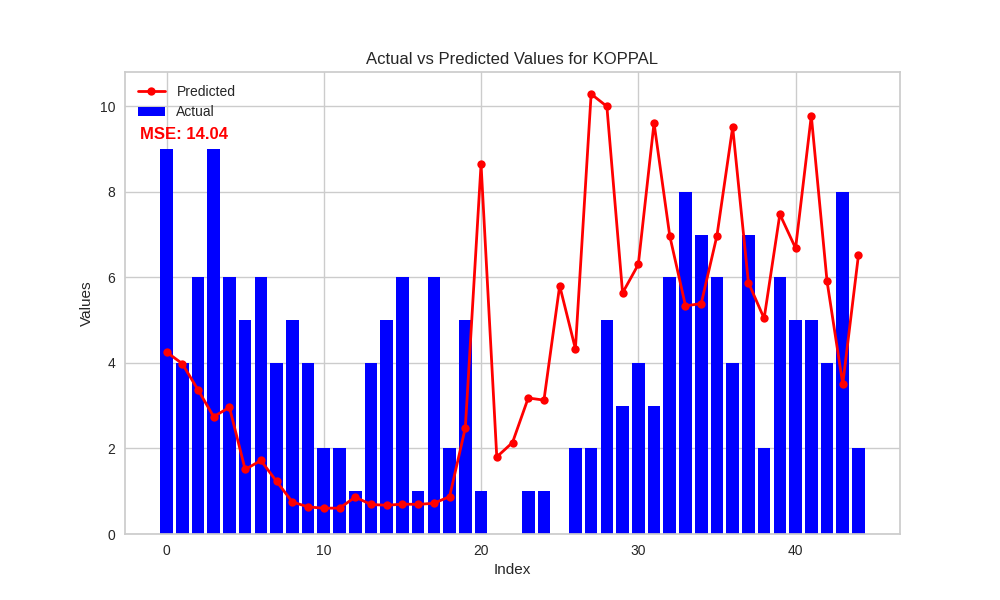 Actual vs Predicted Values for KOPPAL
Predicted
Actual
MSE: 14.04
10
8
6
4
2
0
Values
0 10 20 30 40
Index